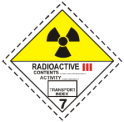 RADIOACTIVE III
CONTENTS
ACTIVITY
TRANSPORT
INDEX
7